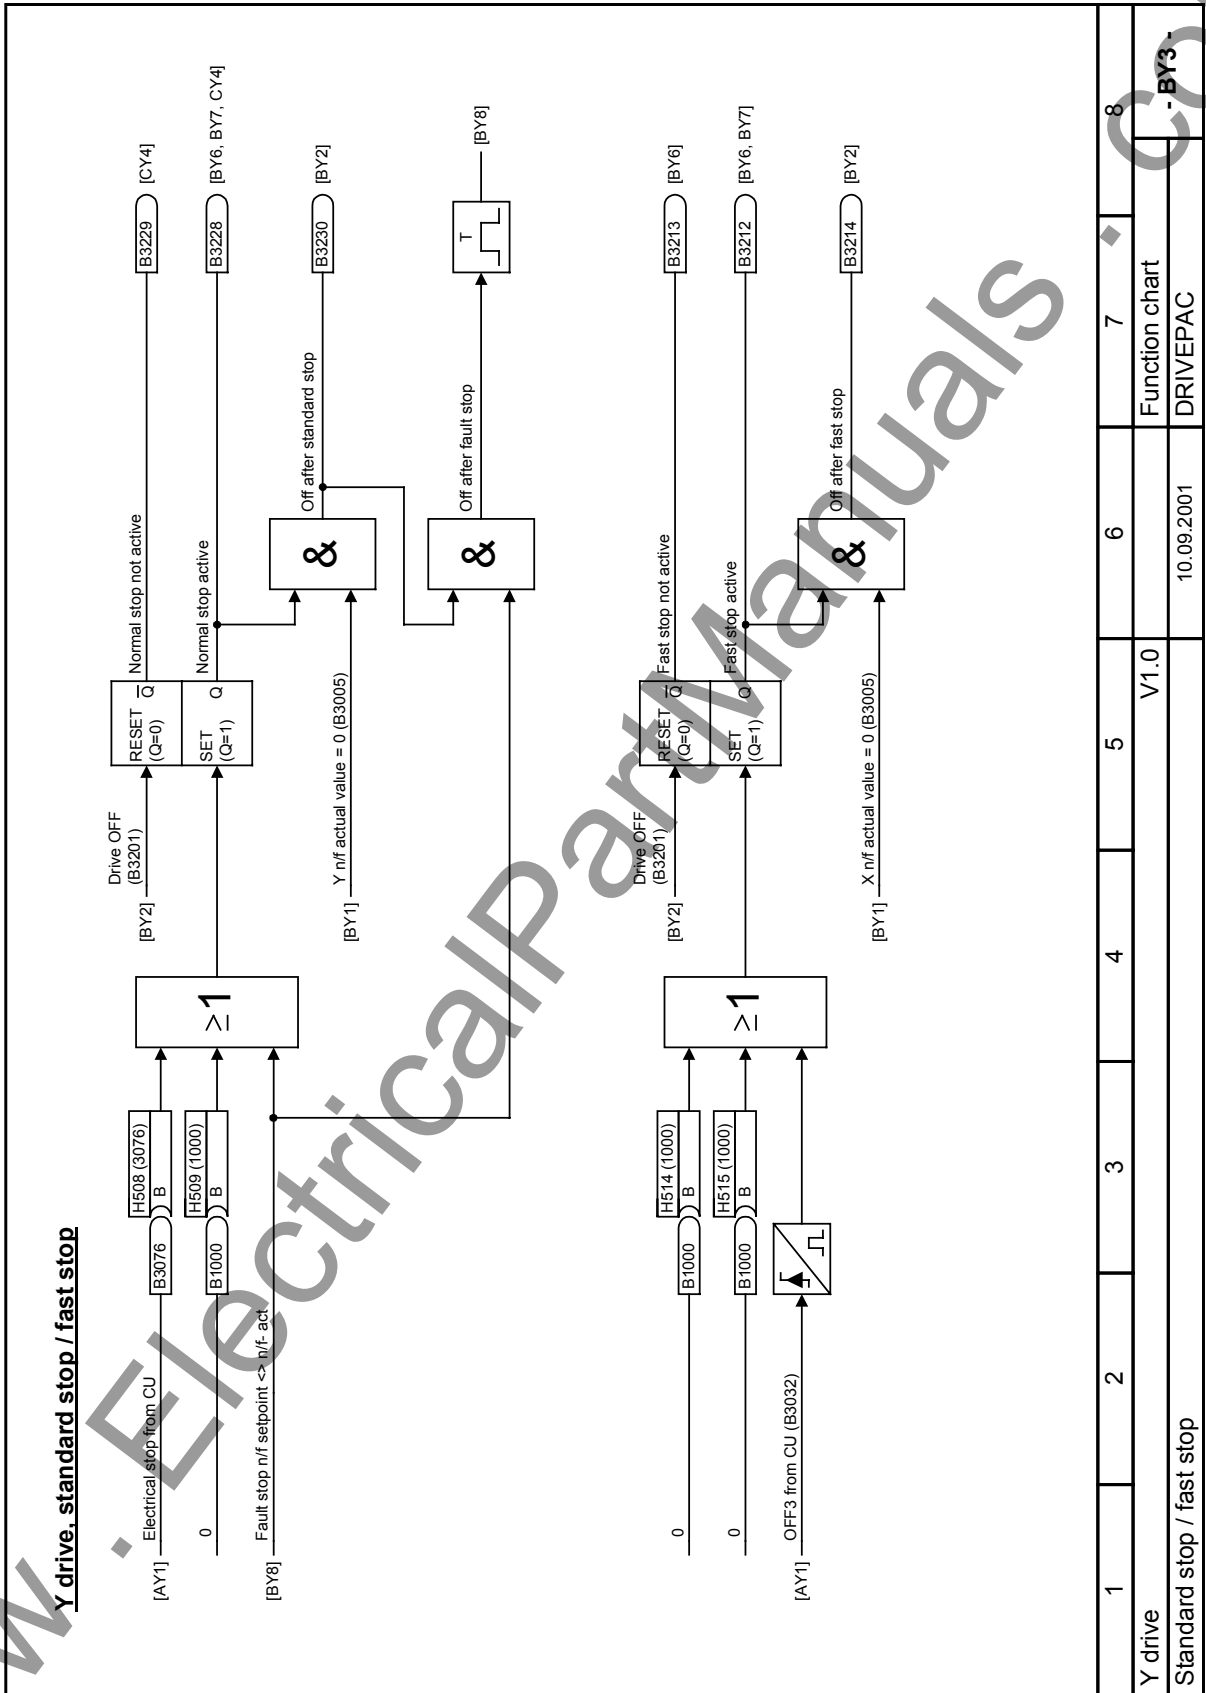 Y drive, standard stop / fast stop
[AY1]
Electrical stop from CU
B3076
H508 (3076)
B
0
B1000
H509 (1000)
B
[BY8]
Fault stop n/f setpoint <> n/f- act
≥1
[BY2]
Drive OFF
(B3201)
RESET
(Q=0)
Q
SET
(Q=1)
Q
Normal stop not active
B3229
[CY4]
Normal stop active
B3228
[BY6, BY7, CY4]
[BY1]
Y n/f actual value = 0 (B3005)
&
Off after standard stop
B3230
[BY2]
&
Off after fault stop
T
[BY8]
0
B1000
H514 (1000)
B
0
B1000
H515 (1000)
B
[AY1]
OFF3 from CU (B3032)
≥1
[BY2]
Drive OFF
(B3201)
RESET
(Q=0)
Q
SET
(Q=1)
Q
Fast stop not active
B3213
[BY6]
Fast stop active
B3212
[BY6, BY7]
[BY1]
X n/f actual value = 0 (B3005)
&
Off after fast stop
B3214
[BY2]
1 2 3 4 5 6 7 8
Y drive V1.0 Function chart - BY3 -
Standard stop / fast stop 10.09.2001 DRIVEPAC
w . ElectricalPartManuals . co